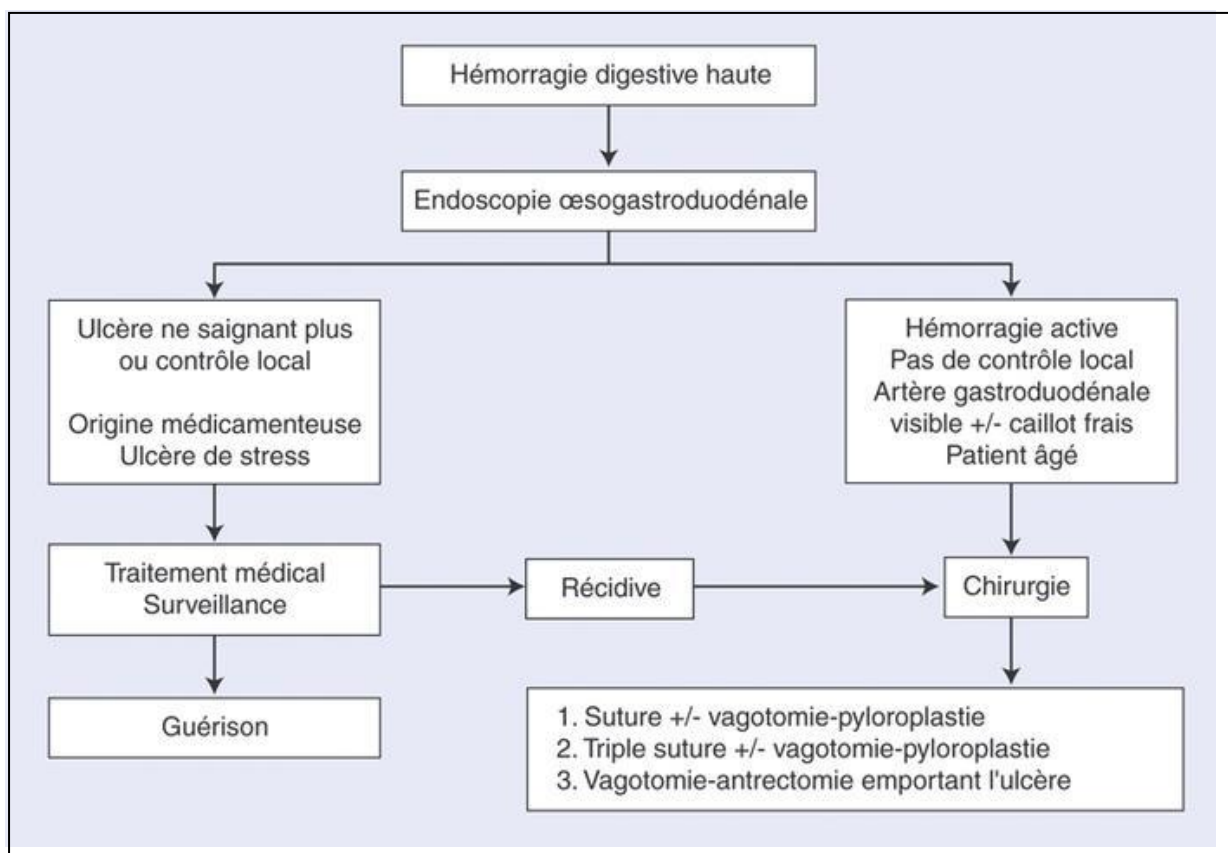 Hémorragie digestive haute
Endoscopie œsogastroduodénale
Ulcère ne saignant plus
ou contrôle local
Origine médicamenteuse
Ulcère de stress
Hémorragie active
Pas de contrôle local
Artère gastroduodénale
visible +/- caillot frais
Patient âgé
Traitement médical
Surveillance
Récidive
Chirurgie
Guérison
1. Suture +/- vagotomie-pyloroplastie
2. Triple suture +/- vagotomie-pyloroplastie
3. Vagotomie-antrectomie emportant l'ulcère